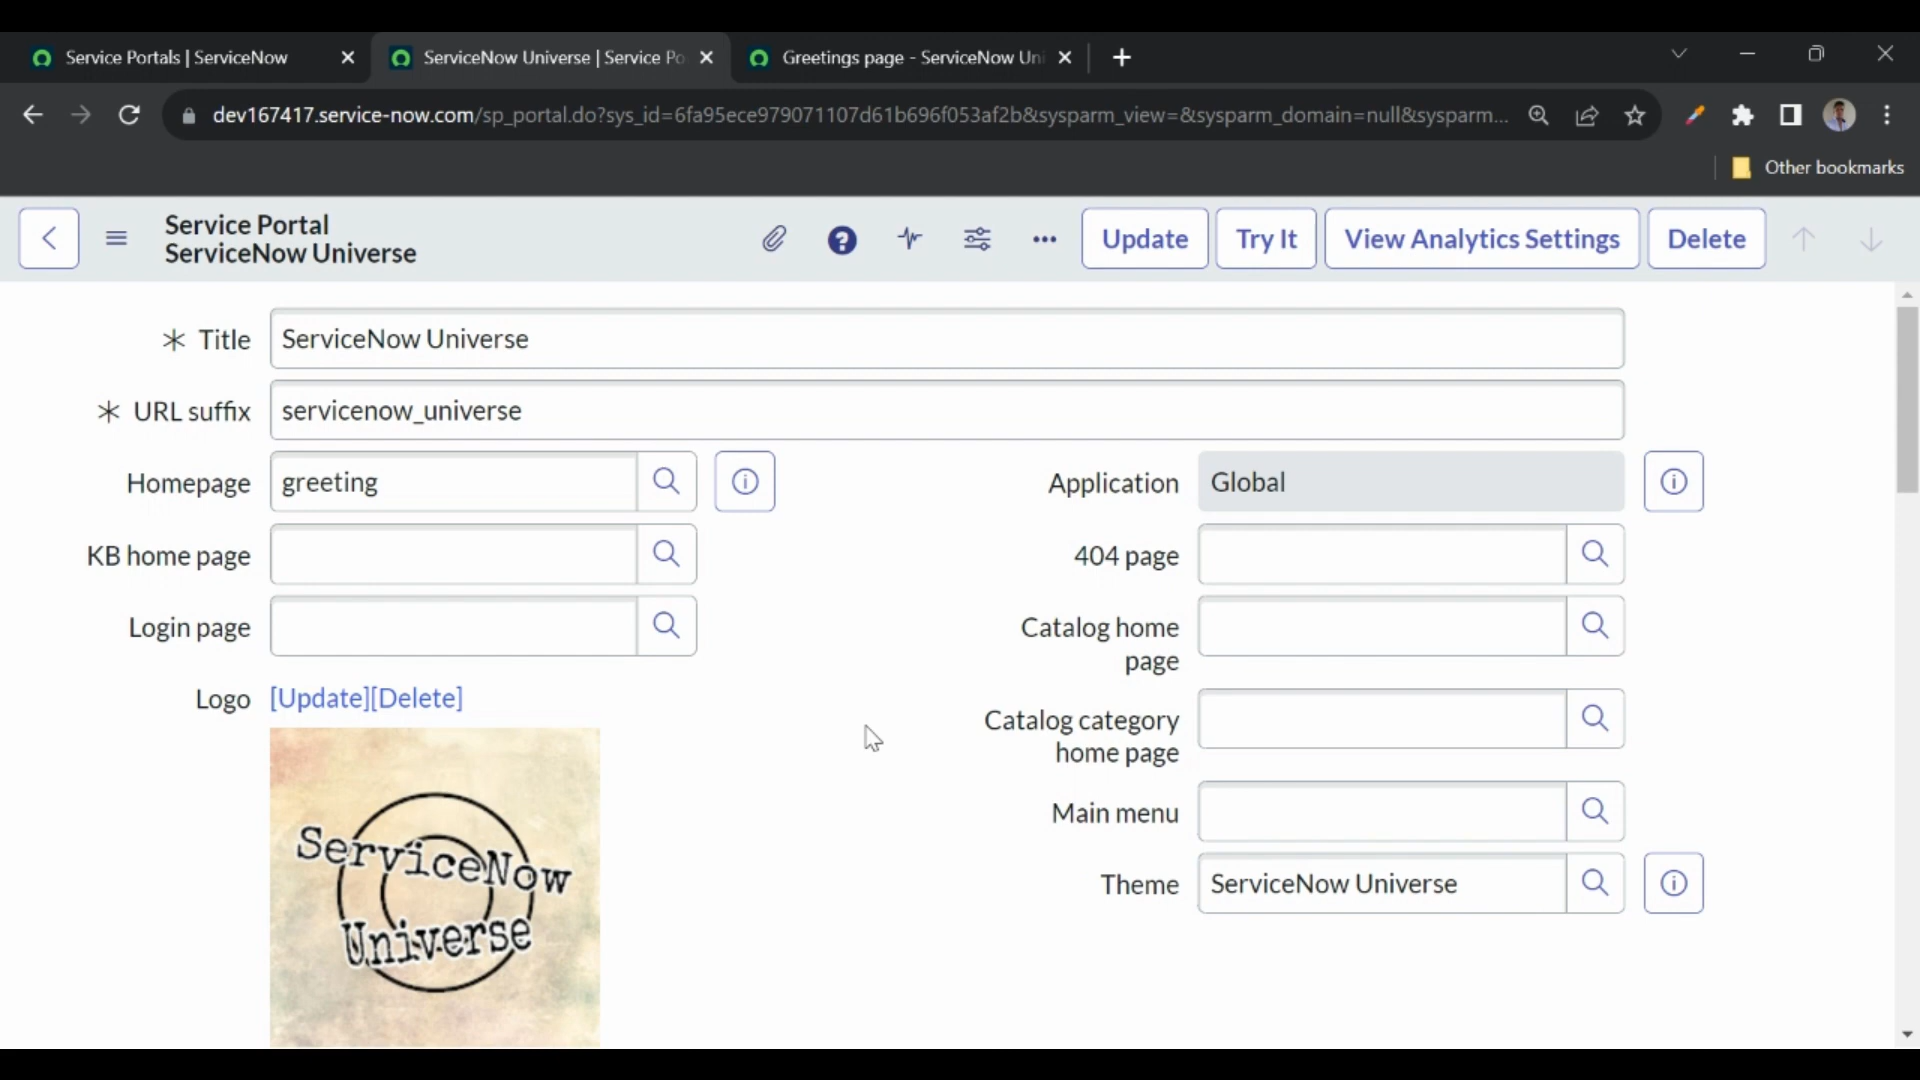 Service Portals | ServiceNow
ServiceNow Universe | Service Po
Greetings page - ServiceNow Uni
dev167417.service-now.com/sp_portal.do?sys_id=6fa95ece979071107d61b696f053af2b&sysparm_view=&sysparm_domain=null&sysparm...
Other bookmarks
Service Portal
ServiceNow Universe
Update
Try It
View Analytics Settings
Delete
Title
ServiceNow Universe
URL suffix
servicenow_universe
Homepage
greeting
Application
Global
KB home page
404 page
Login page
Catalog home
page
Logo
[Update][Delete]
Catalog category
home page
Main menu
Theme
ServiceNow Universe
ServiceNow
Universe